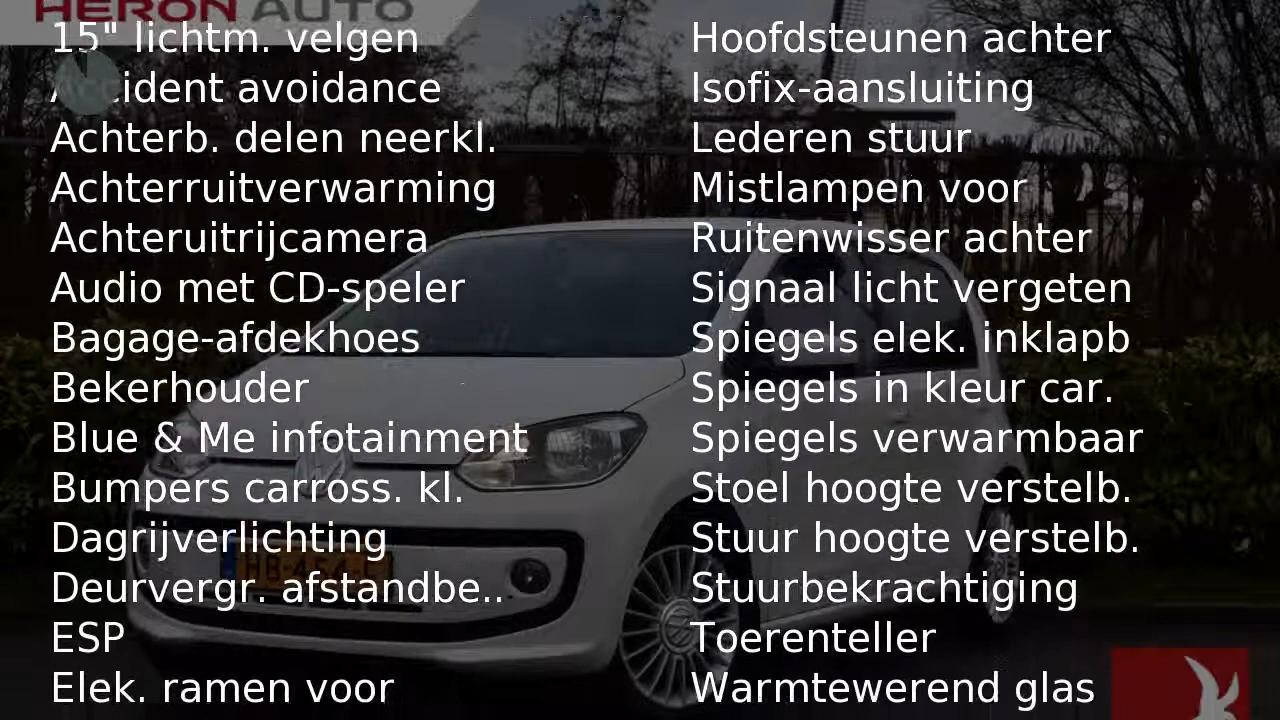 HERON AUTO
15" lichtm. velgen
Accident avoidance
Achterb. delen neerkl.
Achterruitverwarming
Achteruitrijcamera
Audio met CD-speler
Bagage-afdekhoes
Bekerhouder
Blue & Me infotainment
Bumpers carross. kl.
Dagrijverlichting
Deurvergr. afstandbe..
ESP
Elek. ramen voor
Hoofdsteunen achter
Isofix-aansluiting
Lederen stuur
Mistlampen voor
Ruitenwisser achter
Signaal licht vergeten
Spiegels elek. inklapb
Spiegels in kleur car.
Spiegels verwarmbaar
Stoel hoogte verstelb.
Stuur hoogte verstelb.
Stuurbekrachtiging
Toerenteller
Warmtewerend glas